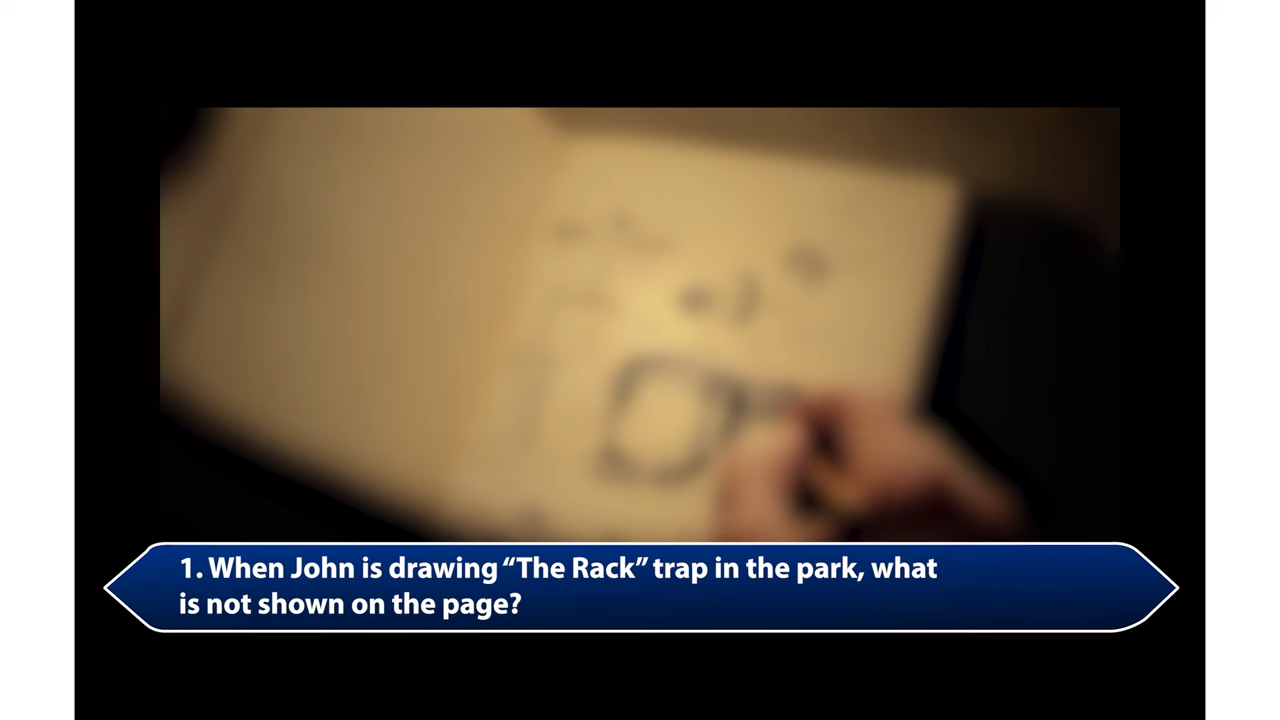 1. When John is drawing “The Rack” trap in the park, what
is not shown on the page?